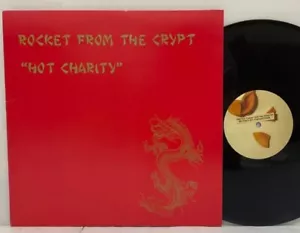 ROCKET FROM THE CRYPT
"HOT CHARITY"